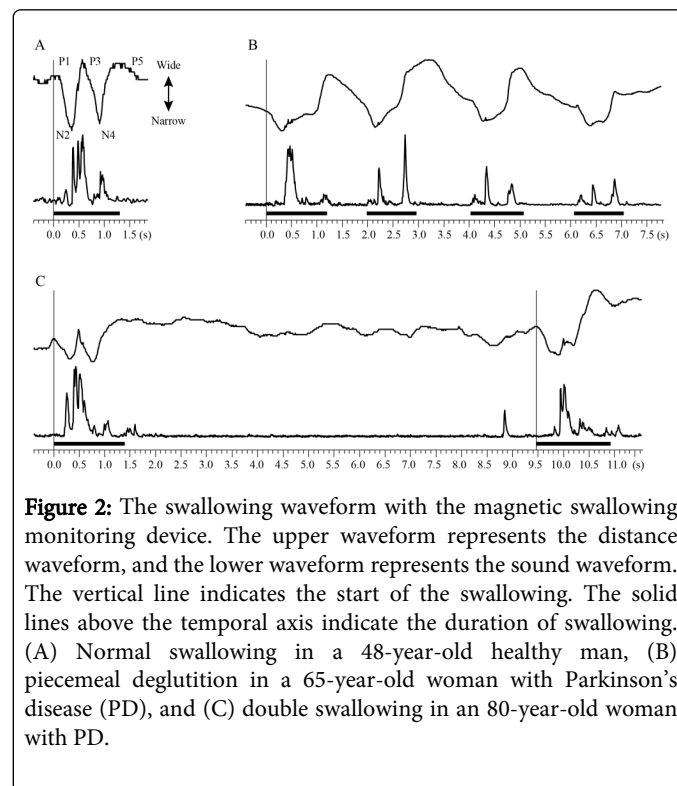 A
P1 P3 P5
Wide
Narrow
N2 N4
0.0 0.5 1.0 1.5 (s)
B
0.0 0.5 1.0 1.5 2.0 2.5 3.0 3.5 4.0 4.5 5.0 5.5 6.0 6.5 7.0 7.5 (s)
C
0.0 0.5 1.0 1.5 2.0 2.5 3.0 3.5 4.0 4.5 5.0 5.5 6.0 6.5 7.0 7.5 8.0 8.5 9.0 9.5 10.0 10.5 11.0 (s)
Figure 2: The swallowing waveform with the magnetic swallowing
monitoring device. The upper waveform represents the distance
waveform, and the lower waveform represents the sound waveform.
The vertical line indicates the start of the swallowing. The solid
lines above the temporal axis indicate the duration of swallowing.
(A) Normal swallowing in a 48-year-old healthy man, (B)
piecemeal deglutition in a 65-year-old woman with Parkinson's
disease (PD), and (C) double swallowing in an 80-year-old woman
with PD.